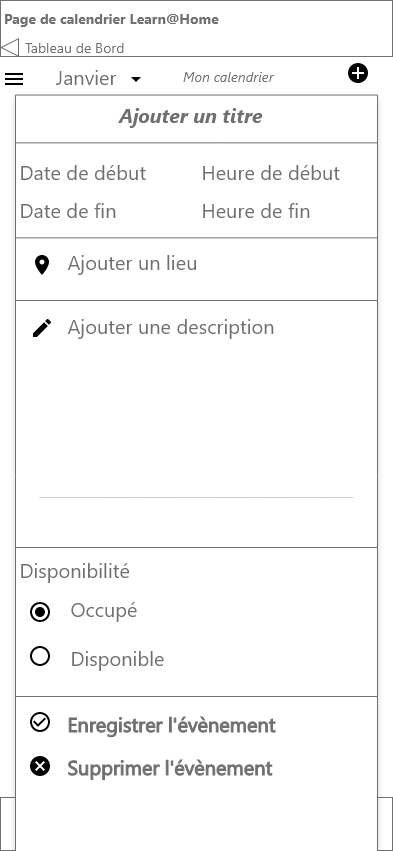 Page de calendrier Learn@Home
Tableau de Bord
Janvier Mon calendrier
Ajouter un titre
Date de début Heure de début
Date de fin Heure de fin
Ajouter un lieu
Ajouter une description
Disponibilité
Occupé
Disponible
Enregistrer l'évènement
Supprimer l'évènement